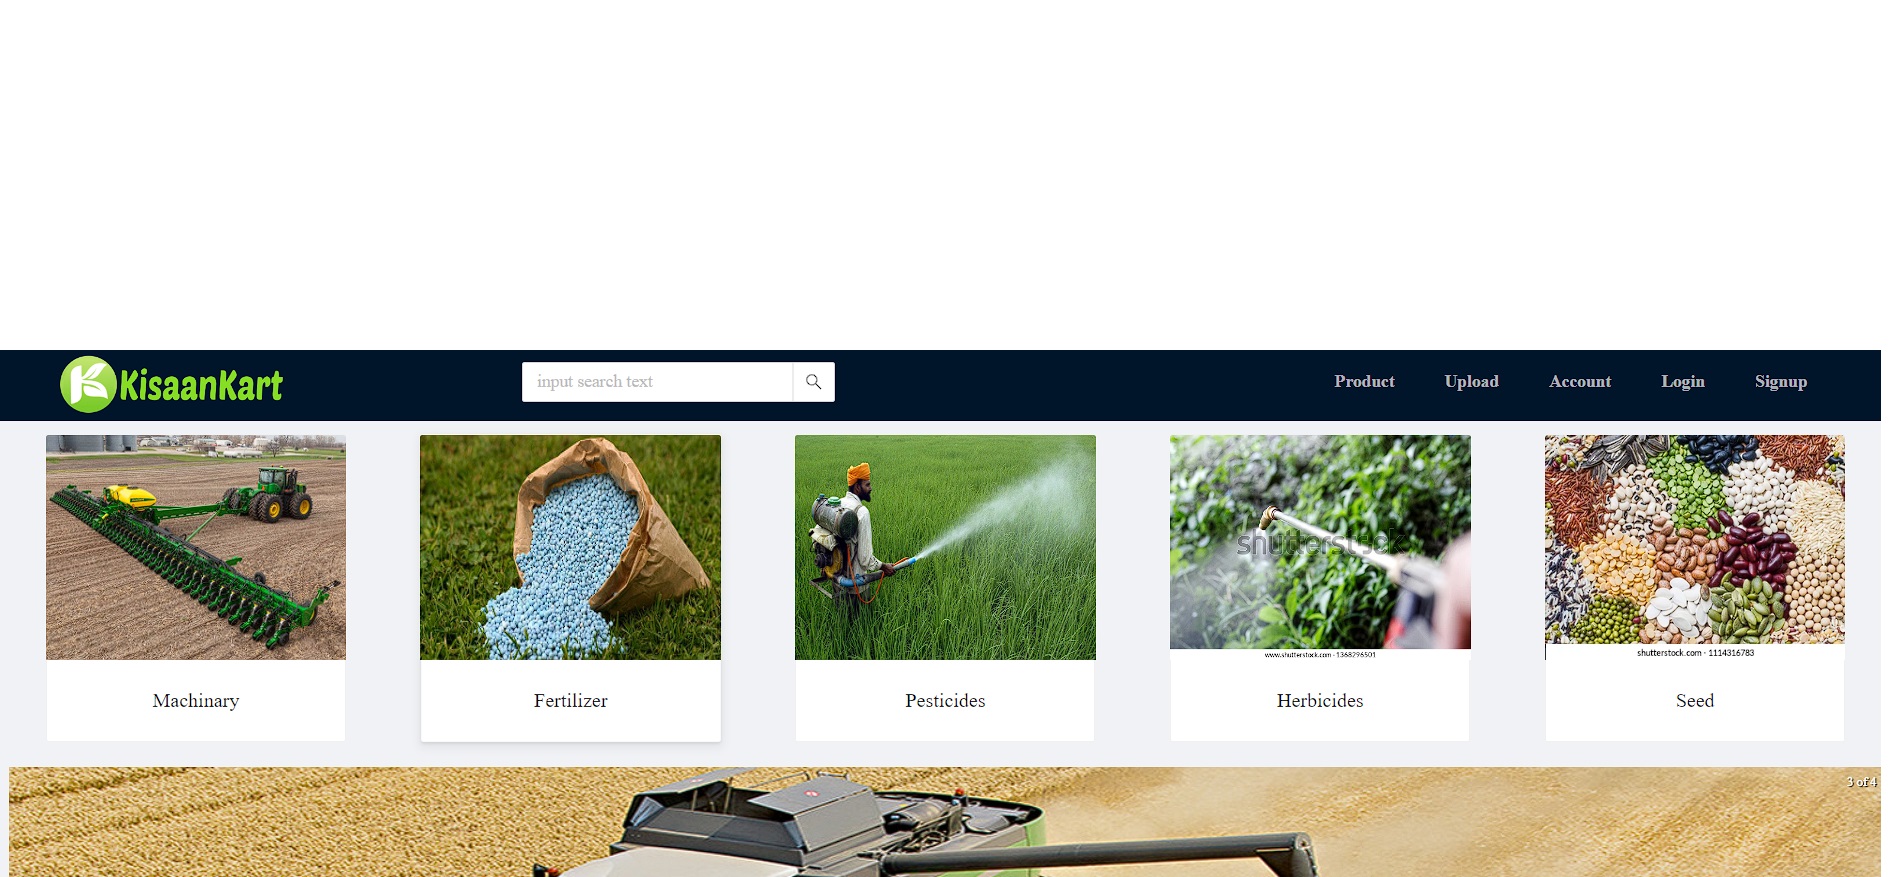 KisaanKart
input search text
Product
Upload
Account
Login
Signup
shutterstock
www.shutterstock.com · 1368296501
shutterstock.com · 1114316783
Machinary
Fertilizer
Pesticides
Herbicides
Seed
3 of 4